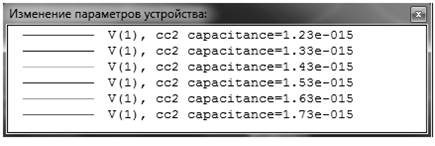 Изменение параметров устройства:
V(1), cc2 capacitance=1.23e-015
V(1), cc2 capacitance=1.33e-015
V(1), cc2 capacitance=1.43e-015
V(1), cc2 capacitance=1.53e-015
V(1), cc2 capacitance=1.63e-015
V(1), cc2 capacitance=1.73e-015